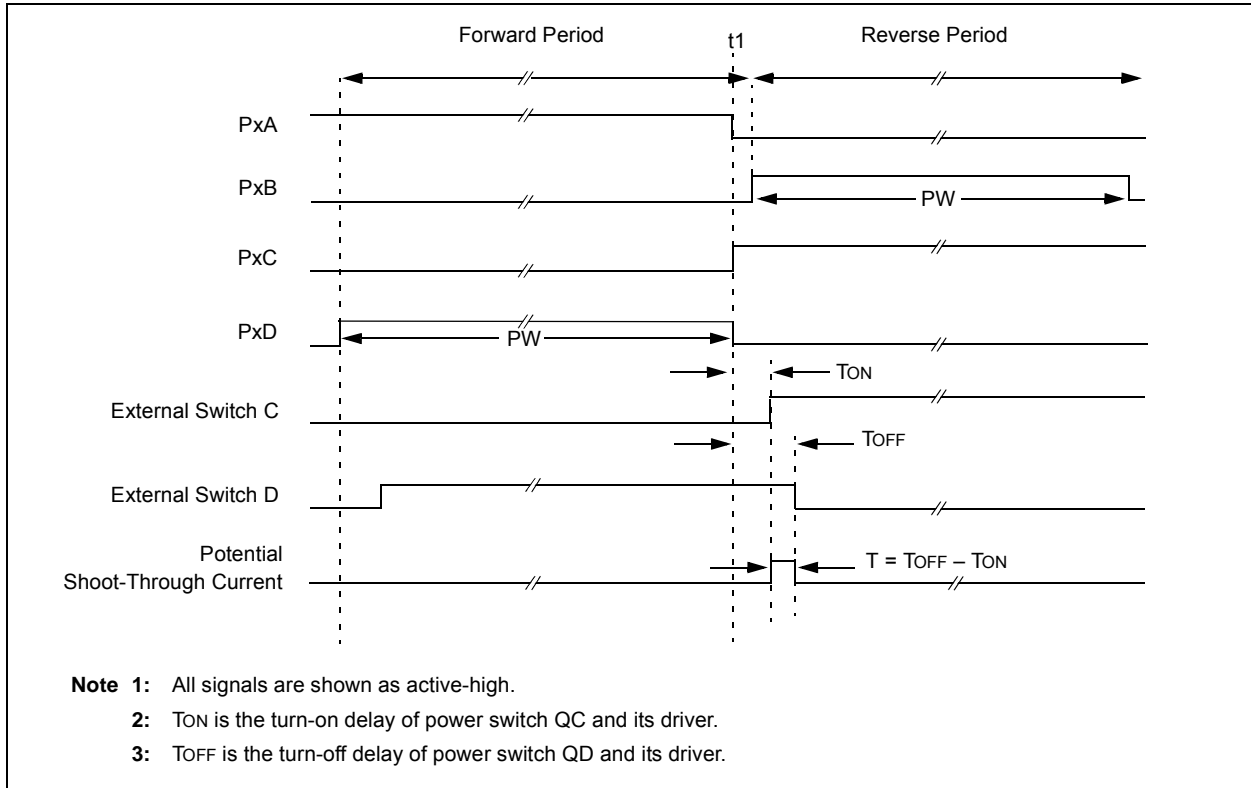 Forward Period
t1
Reverse Period
PxA
PxB
PW
PxC
PxD
PW
TON
External Switch C
TOFF
External Switch D
Potential
Shoot-Through Current
T = TOFF – TON
Note 1: All signals are shown as active-high.
2: TON is the turn-on delay of power switch QC and its driver.
3: TOFF is the turn-off delay of power switch QD and its driver.